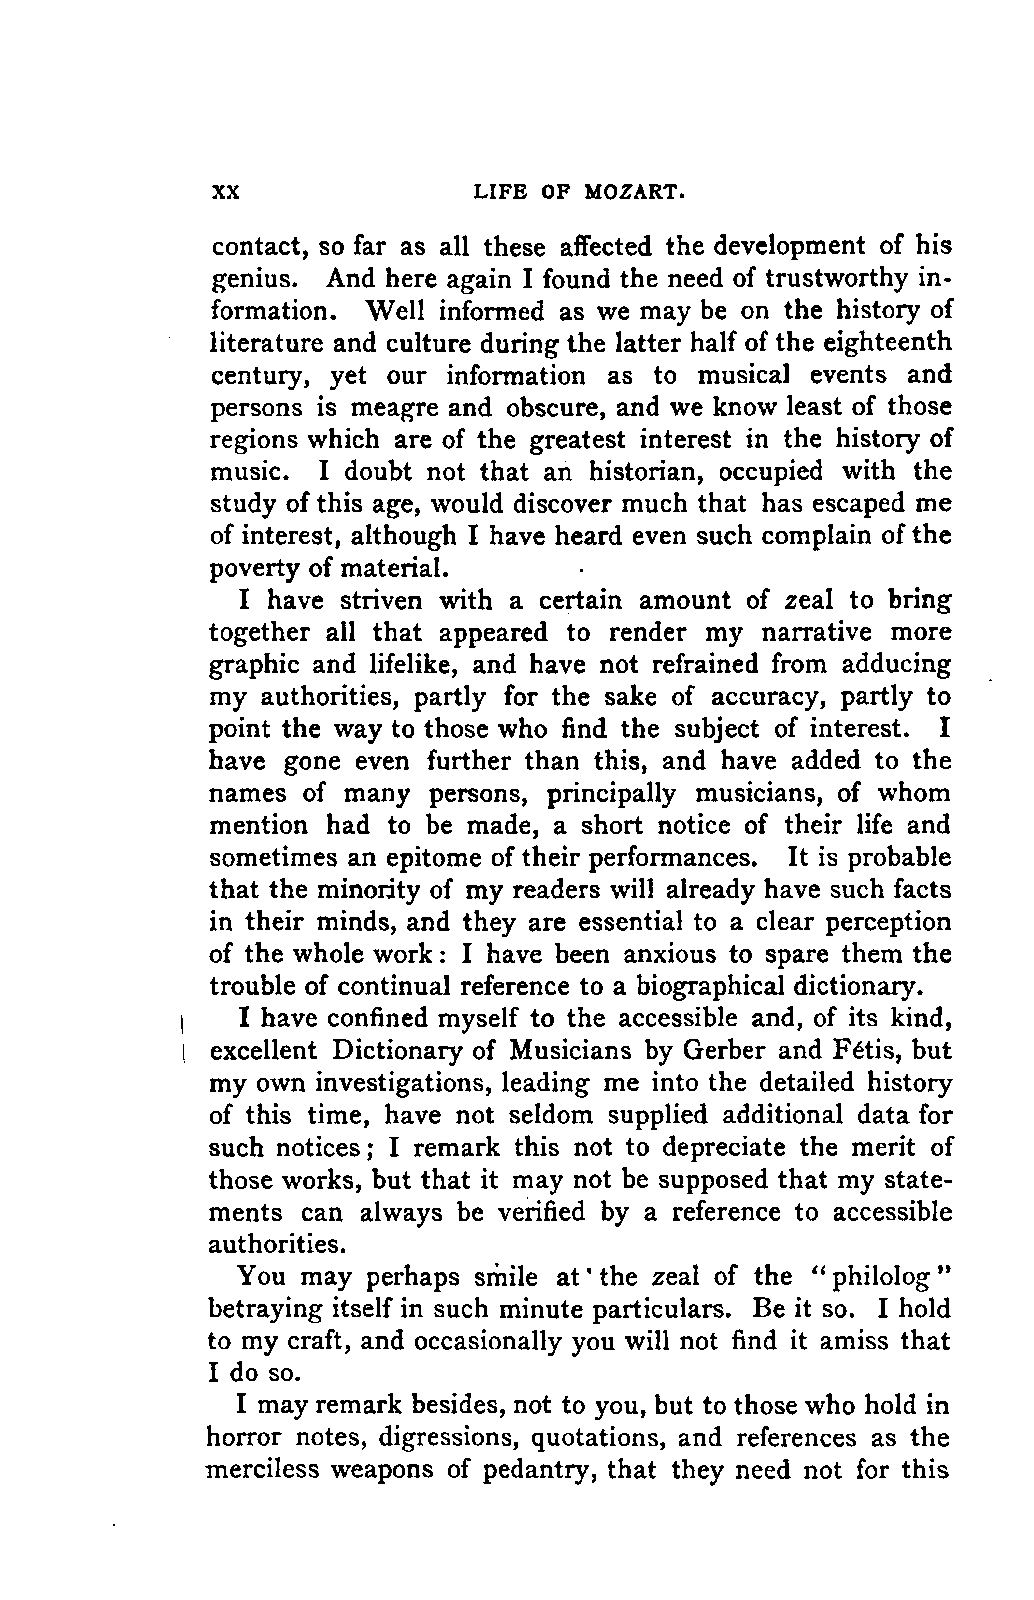 xx LIFE OF MOZART.
contact, so far as all these affected the development of his
genius. And here again I found the need of trustworthy in-
formation. Well informed as we may be on the history of
literature and culture during the latter half of the eighteenth
century, yet our information as to musical events and
persons is meagre and obscure, and we know least of those
regions which are of the greatest interest in the history of
music. I doubt not that an historian, occupied with the
study of this age, would discover much that has escaped me
of interest, although I have heard even such complain of the
poverty of material.
I have striven with a certain amount of zeal to bring
together all that appeared to render my narrative more
graphic and lifelike, and have not refrained from adducing
my authorities, partly for the sake of accuracy, partly to
point the way to those who find the subject of interest. I
have gone even further than this, and have added to the
names of many persons, principally musicians, of whom
mention had to be made, a short notice of their life and
sometimes an epitome of their performances. It is probable
that the minority of my readers will already have such facts
in their minds, and they are essential to a clear perception
of the whole work: I have been anxious to spare them the
trouble of continual reference to a biographical dictionary.
I have confined myself to the accessible and, of its kind,
excellent Dictionary of Musicians by Gerber and Fétis, but
my own investigations, leading me into the detailed history
of this time, have not seldom supplied additional data for
such notices; I remark this not to depreciate the merit of
those works, but that it may not be supposed that my state-
ments can always be verified by a reference to accessible
authorities.
You may perhaps smile at the zeal of the "philolog"
betraying itself in such minute particulars. Be it so. I hold
to my craft, and occasionally you will not find it amiss that
I do so.
I may remark besides, not to you, but to those who hold in
horror notes, digressions, quotations, and references as the
merciless weapons of pedantry, that they need not for this